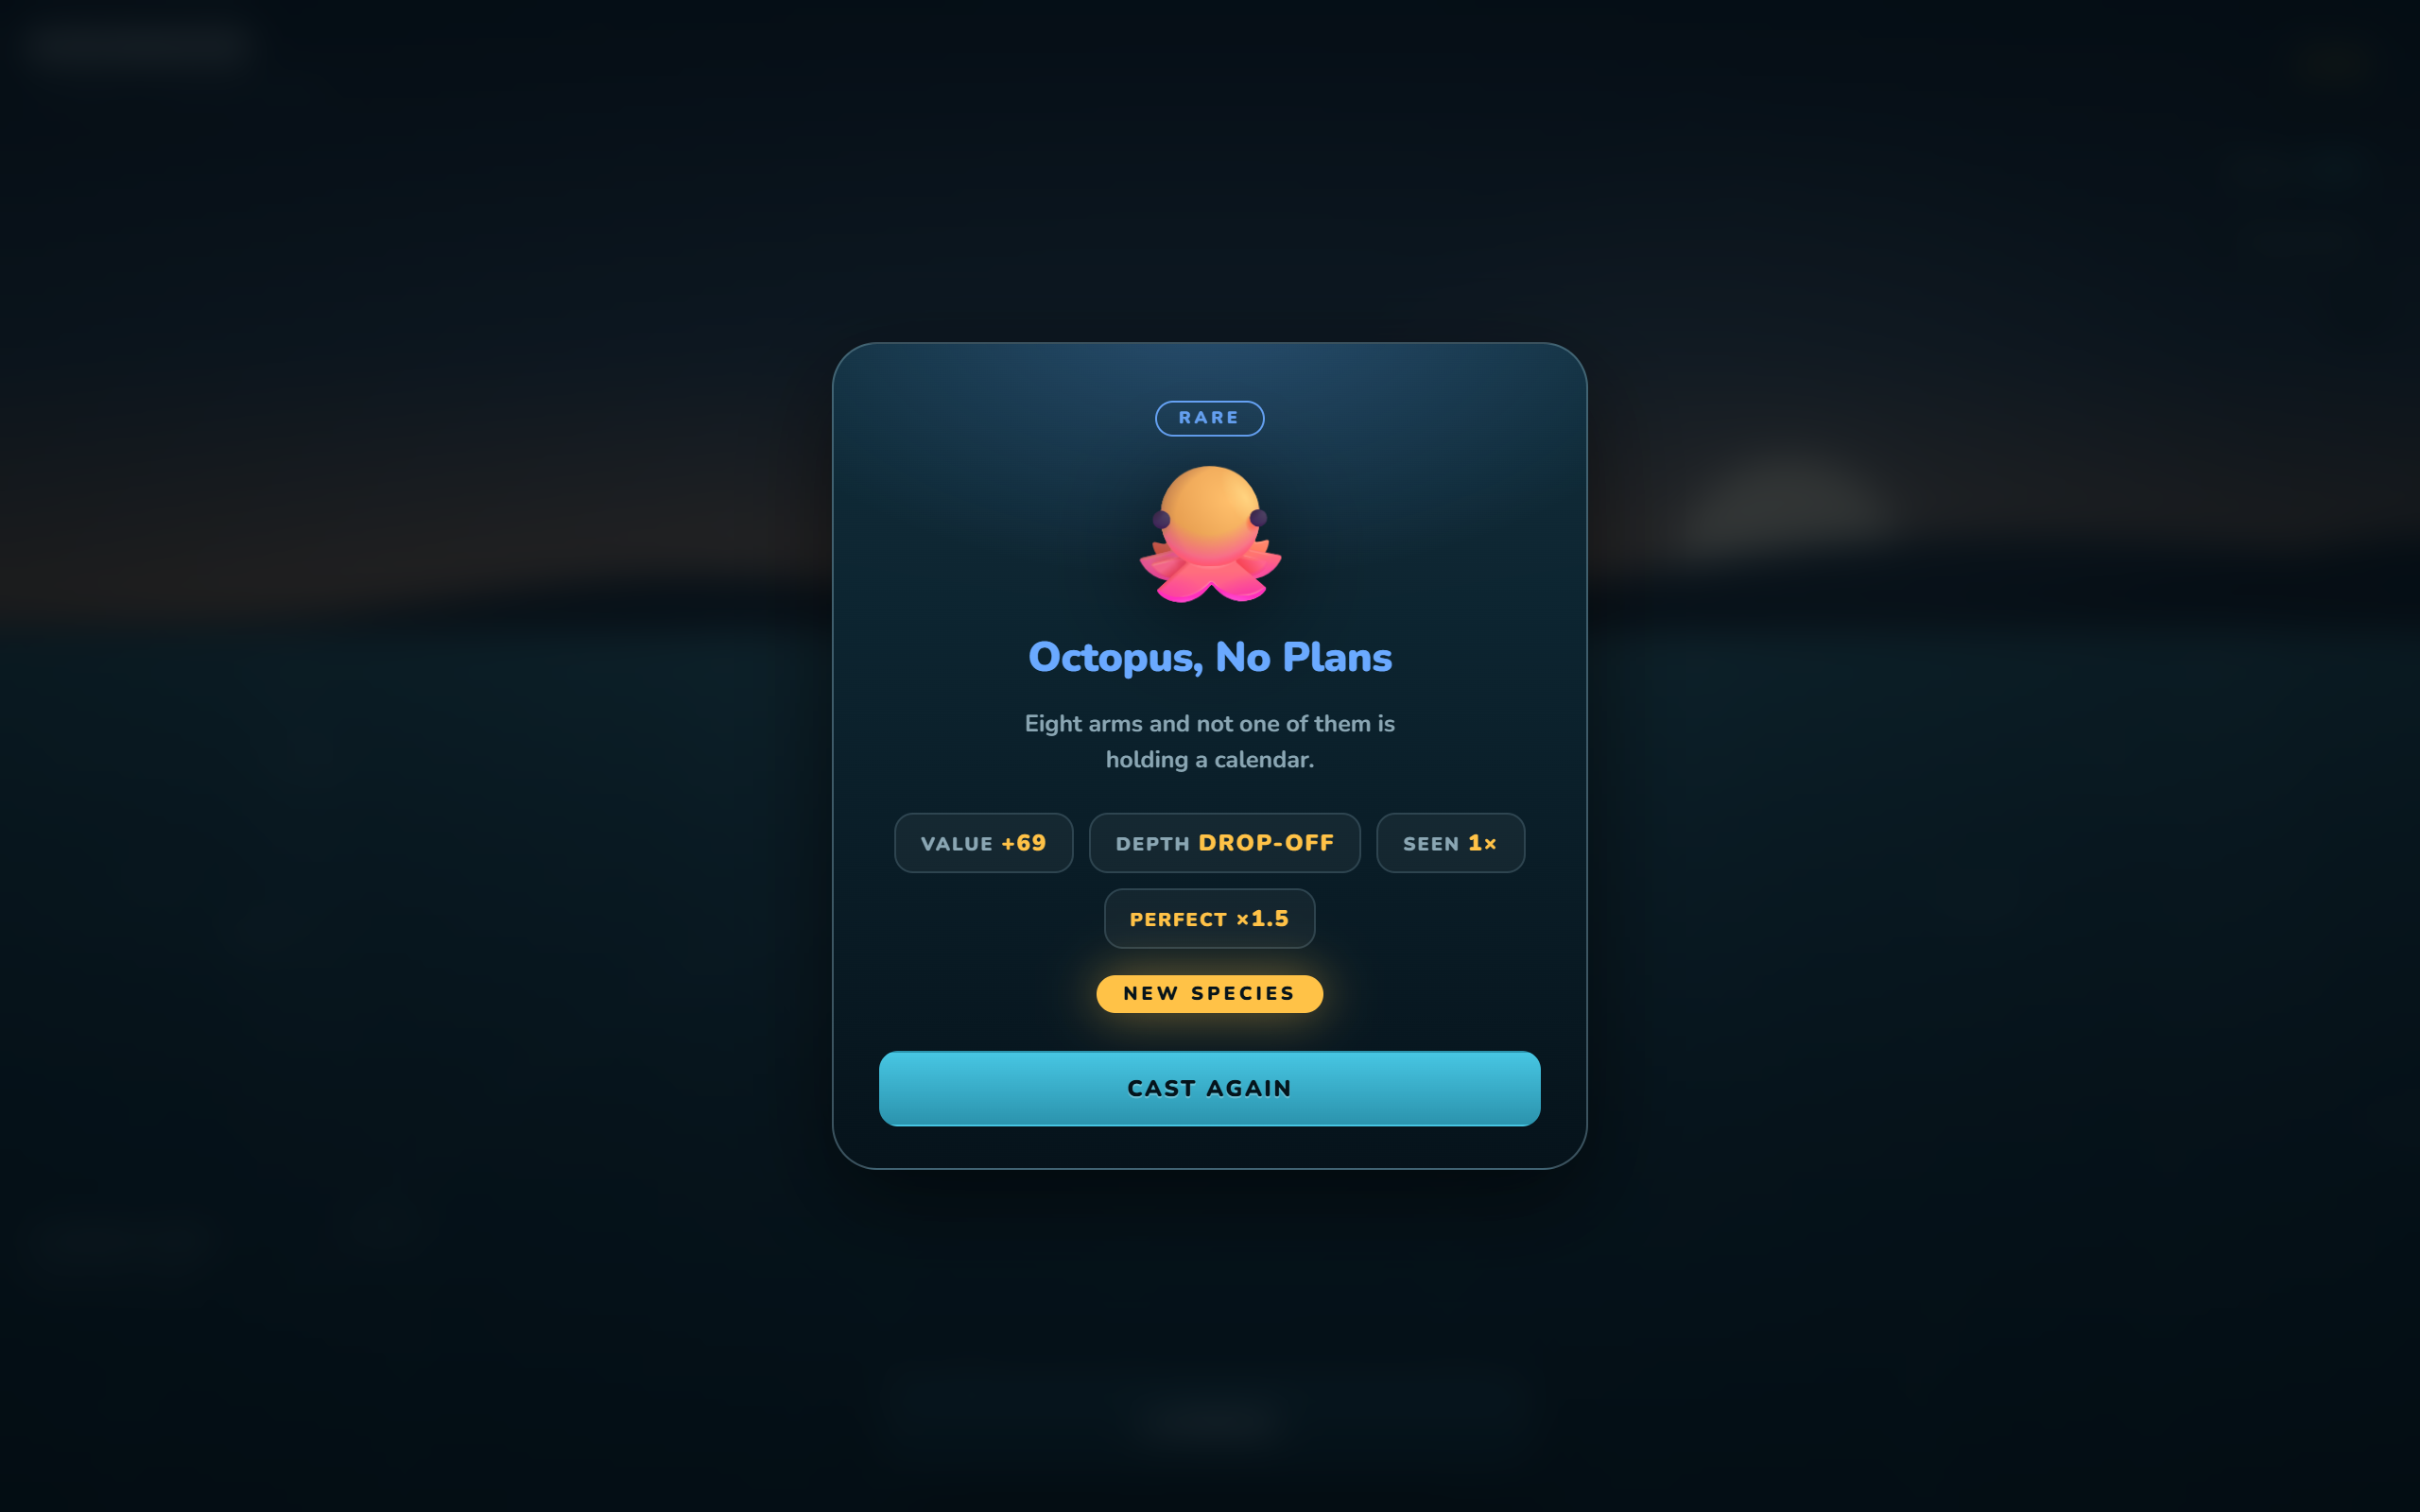 RARE
Octopus, No Plans
Eight arms and not one of them is
holding a calendar.
VALUE +69 DEPTH DROP-OFF SEEN 1×
PERFECT ×1.5
NEW SPECIES
CAST AGAIN